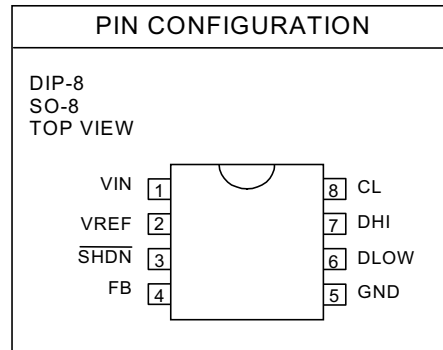 PIN CONFIGURATION
DIP-8
SO-8
TOP VIEW
VIN 1 8 CL
VREF 2 7 DHI
SHDN 3 6 DLOW
FB 4 5 GND